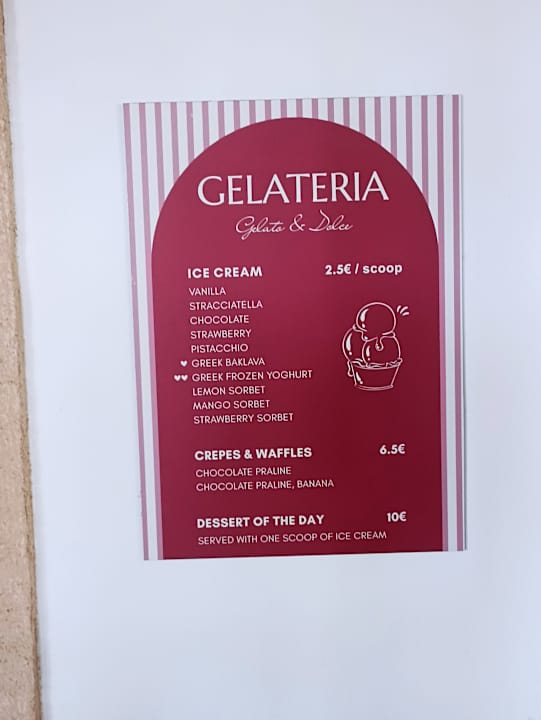 GELATERIA
Gelato & Dolce
ICE CREAM 2.5€ / scoop
VANILLA
STRACCIATELLA
CHOCOLATE
STRAWBERRY
PISTACCHIO
GREEK BAKLAVA
GREEK FROZEN YOGHURT
LEMON SORBET
MANGO SORBET
STRAWBERRY SORBET
CREPES & WAFFLES 6.5€
CHOCOLATE PRALINE
CHOCOLATE PRALINE, BANANA
DESSERT OF THE DAY 10€
SERVED WITH ONE SCOOP OF ICE CREAM